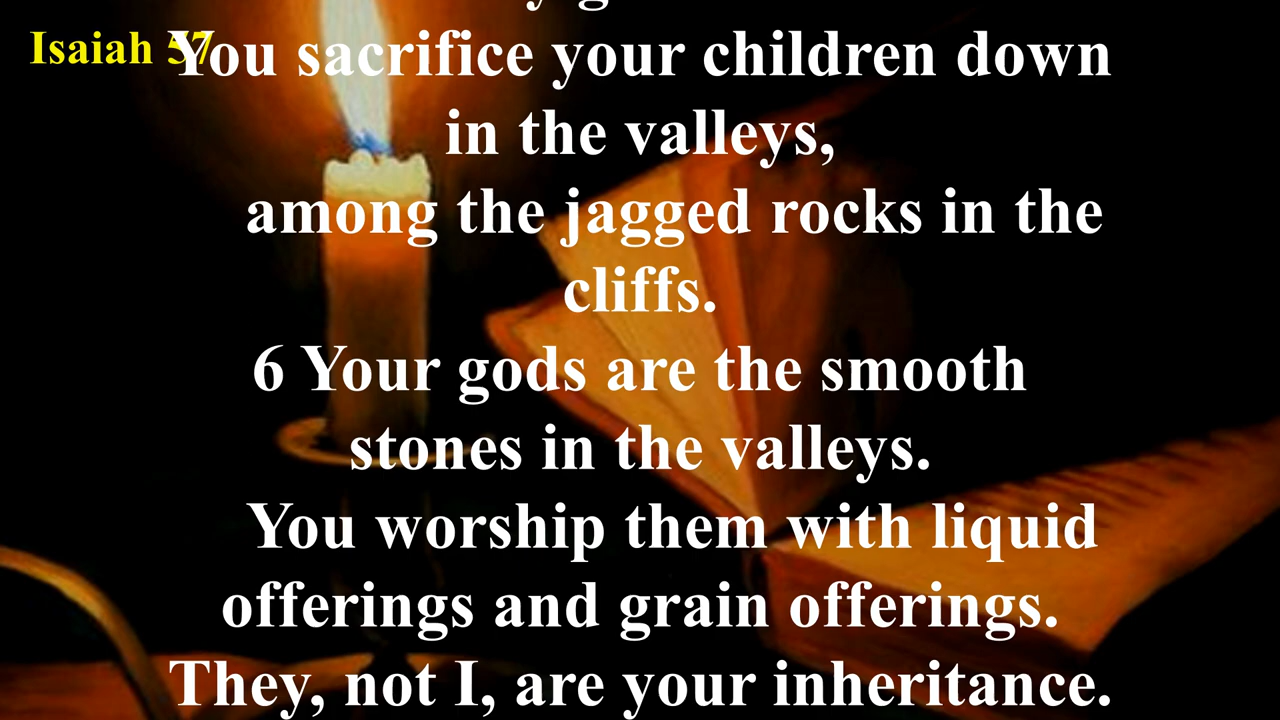 Isaiah 57
You sacrifice your children down
in the valleys,
among the jagged rocks in the
cliffs.
6 Your gods are the smooth
stones in the valleys.
You worship them with liquid
offerings and grain offerings.
They, not I, are your inheritance.